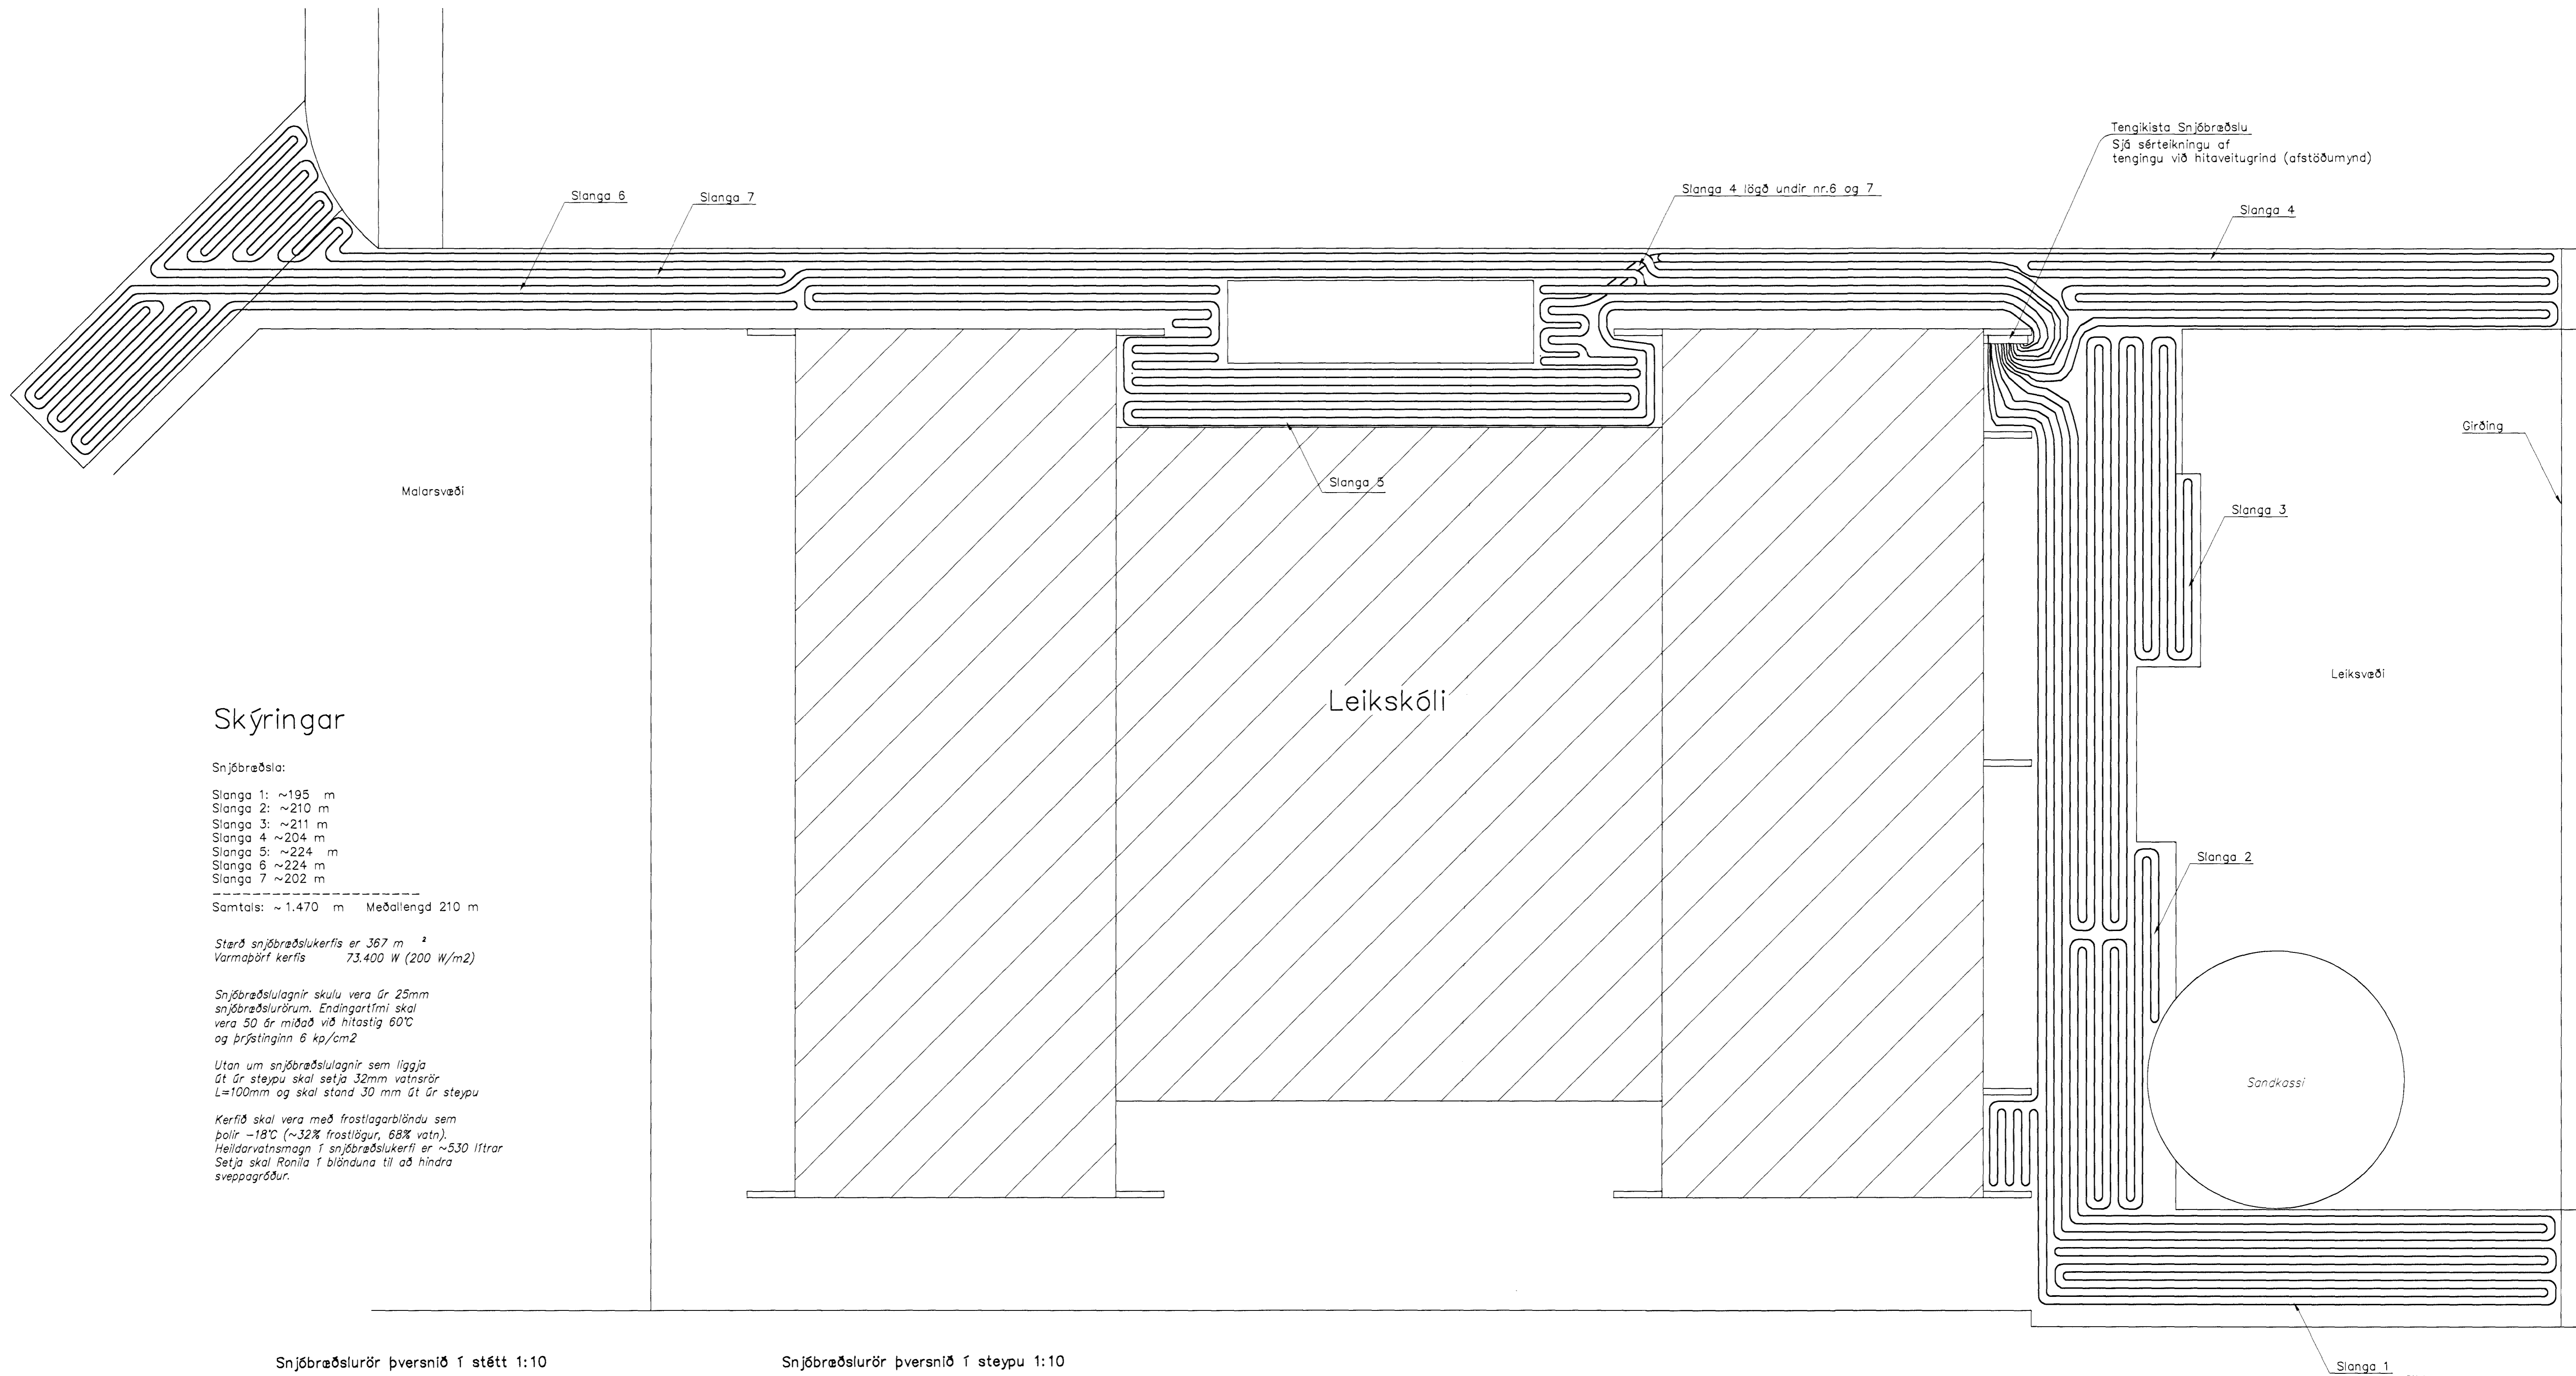 Tengikista Snjóbræðslu
Sjá sérteikningu af
tengingu við hitaveitugrind (afstöðumynd)
Slanga 6
Slanga 7
Slanga 4 lögð undir nr.6 og 7
Slanga 4
Girðing
Malarsvæði
Slanga 5
Slanga 3
Leiksvæði
Leikskóli
Skýringar
Snjóbræðsla:
Slanga 1: ~195 m
Slanga 2: ~210 m
Slanga 3: ~211 m
Slanga 4 ~204 m
Slanga 5: ~224 m
Slanga 6 ~224 m
Slanga 7 ~202 m
Samtals: ~1.470 m Meðallengd 210 m
Stærð snjóbræðslukerfis er 367 m ²
Varmaþörf kerfis 73.400 W (200 W/m2)
Snjóbræðslulagnir skulu vera úr 25mm
snjóbræðslurörum. Endingartími skal
vera 50 ár miðað við hitastig 60°C
og þrýstinginn 6 kp/cm2
Utan um snjóbræðslulagnir sem liggja
út úr steypu skal setja 32mm vatnsrör
L=100mm og skal stand 30 mm út úr steypu
Kerfið skal vera með frostlagarblöndu sem
þolir -18°C (~32% frostlögur, 68% vatn).
Heildarvatnsmagn í snjóbræðslukerfi er ~530 lítrar
Setja skal Ronila í blönduna til að hindra
sveppagróður.
Slanga 2
Sandkassi
Snjóbræðslurör þversnið í stétt 1:10
Snjóbræðslurör þversnið í steypu 1:10
Slanga 1